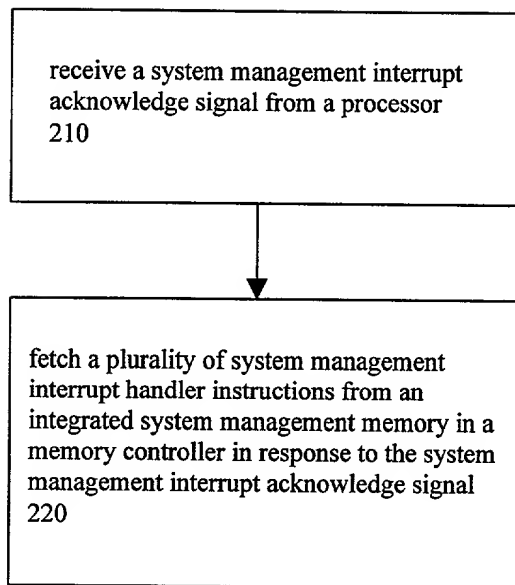 receive a system management interrupt
acknowledge signal from a processor
210
fetch a plurality of system management
interrupt handler instructions from an
integrated system management memory in a
memory controller in response to the system
management interrupt acknowledge signal
220